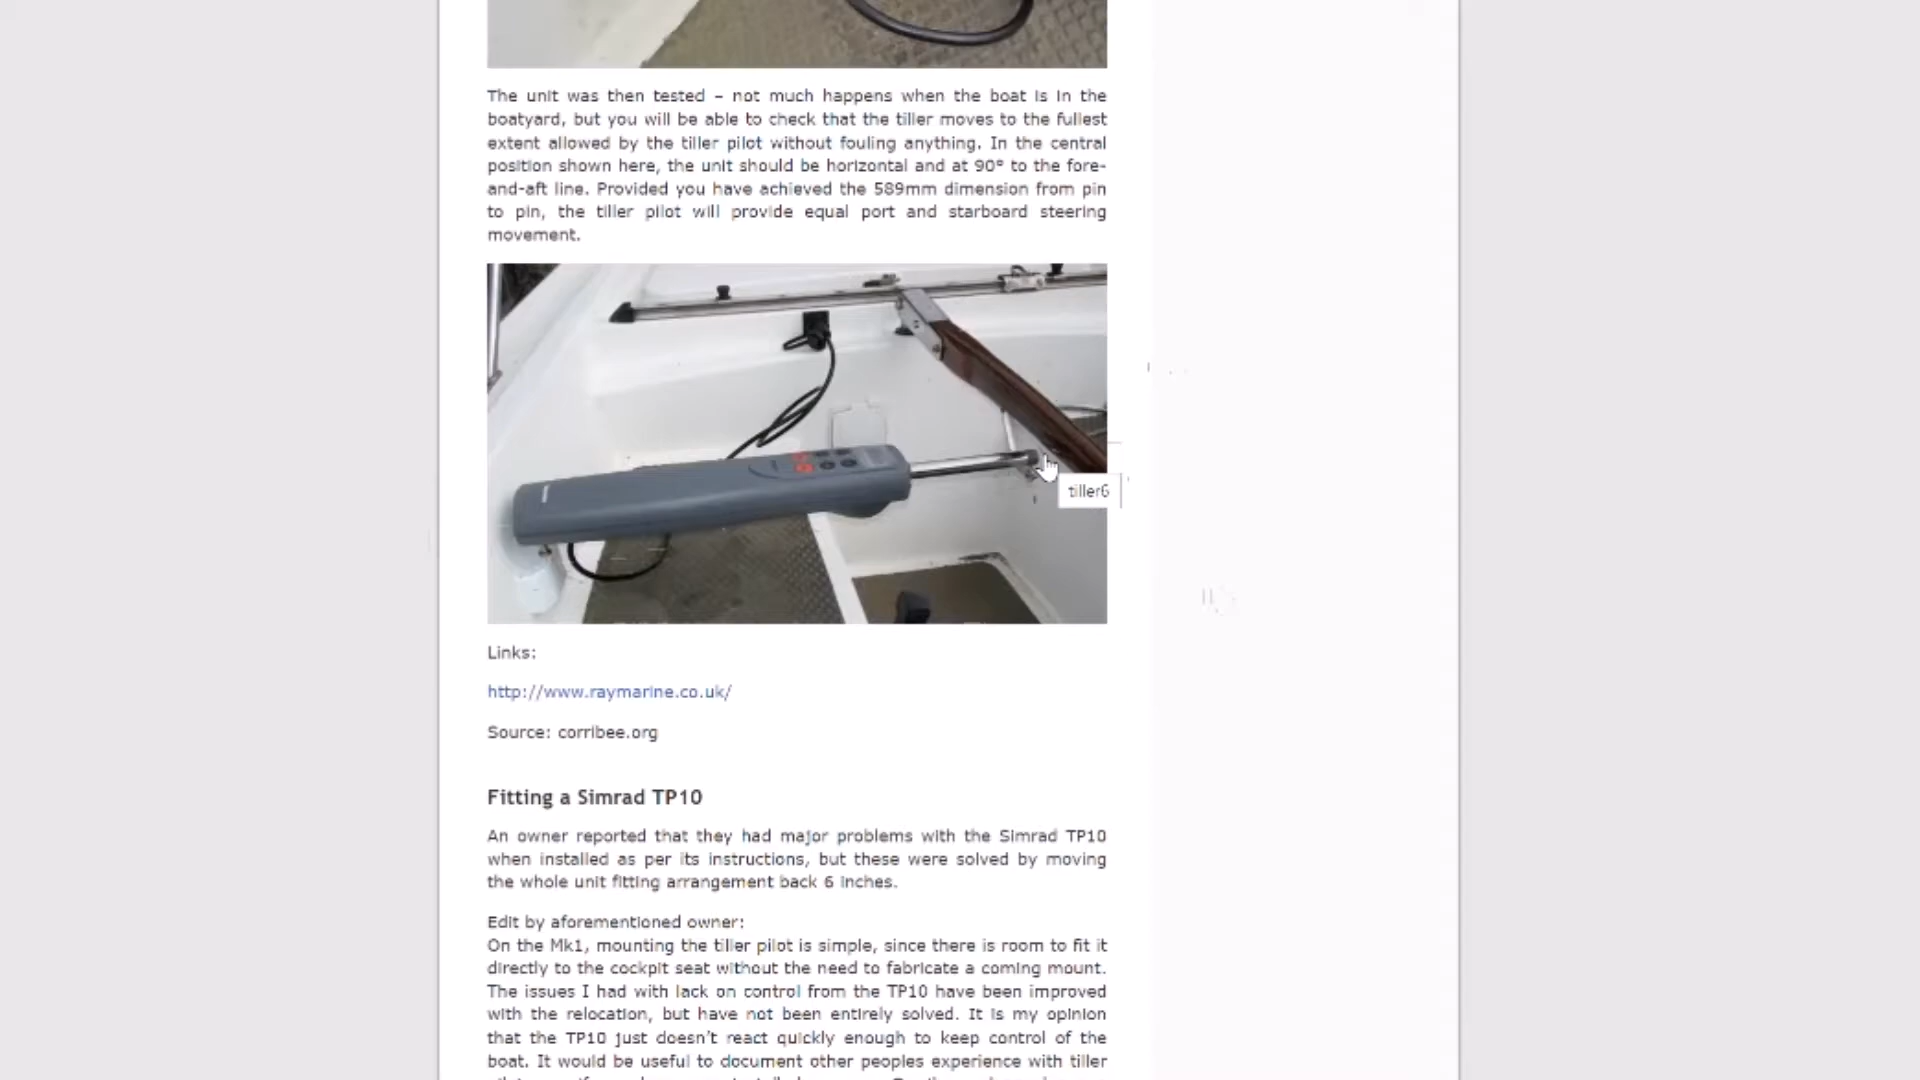 The unit was then tested – not much happens when the boat is in the
boatyard, but you will be able to check that the tiller moves to the fullest
extent allowed by the tiller pilot without fouling anything. In the central
position shown here, the unit should be horizontal and at 90° to the fore-
and-aft line. Provided you have achieved the 589mm dimension from pin
to pin, the tiller pilot will provide equal port and starboard steering
movement.
tiller6
Links:
http://www.raymarine.co.uk/
Source: corribee.org
Fitting a Simrad TP10
An owner reported that they had major problems with the Simrad TP10
when installed as per its instructions, but these were solved by moving
the whole unit fitting arrangement back 6 inches.
Edit by aforementioned owner:
On the Mk1, mounting the tiller pilot is simple, since there is room to fit it
directly to the cockpit seat without the need to fabricate a coming mount.
The issues I had with lack on control from the TP10 have been improved
with the relocation, but have not been entirely solved. It is my opinion
that the TP10 just doesn't react quickly enough to keep control of the
boat. It would be useful to document other peoples experience with tiller